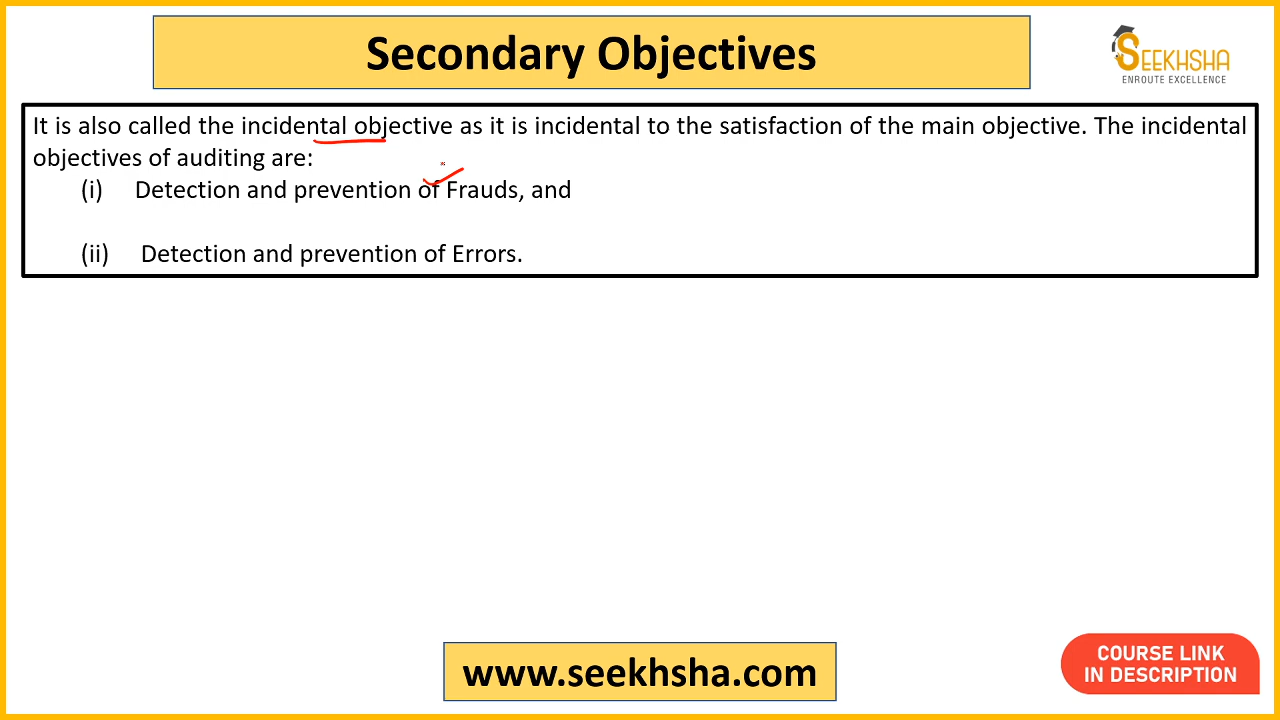 Secondary Objectives
SEEKHSHA
ENROUTE EXCELLENCE
It is also called the incidental objective as it is incidental to the satisfaction of the main objective. The incidental
objectives of auditing are:
(i) Detection and prevention of Frauds, and
(ii) Detection and prevention of Errors.
www.seekhsha.com
COURSE LINK
IN DESCRIPTION